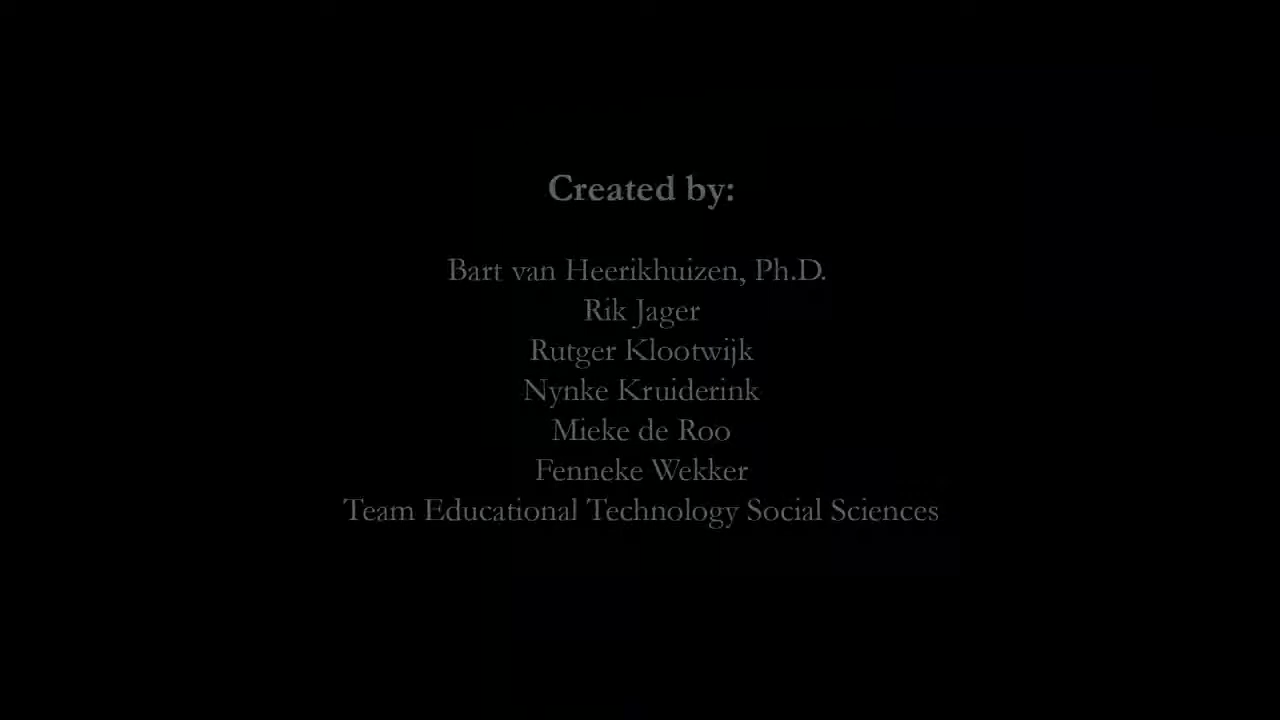 Created by:
Bart van Heerikhuizen, Ph.D.
Rik Jager
Rutger Klootwijk
Nynke Kruiderink
Mieke de Roo
Fenneke Wekker
Team Educational Technology Social Sciences